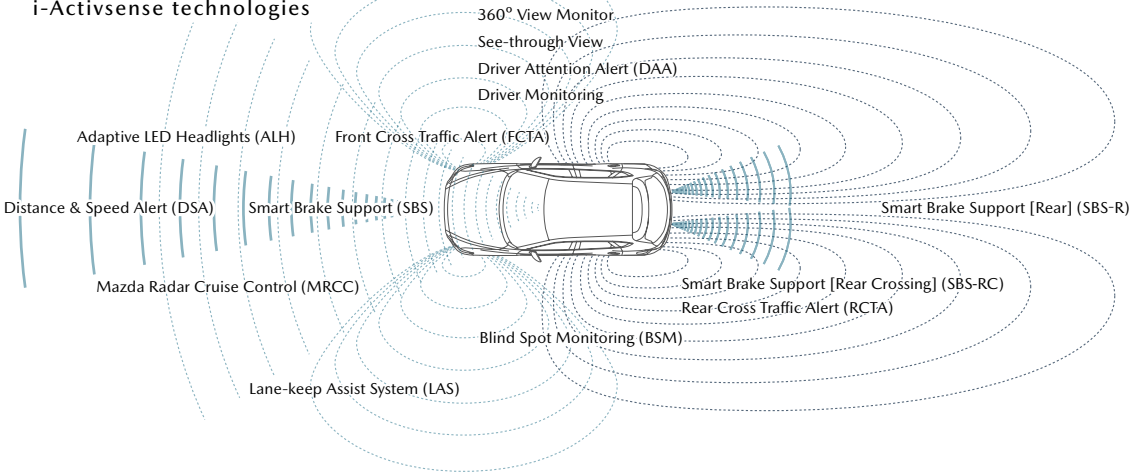 i-Activsense technologies
360° View Monitor
See-through View
Driver Attention Alert (DAA)
Driver Monitoring
Adaptive LED Headlights (ALH)
Front Cross Traffic Alert (FCTA)
Distance & Speed Alert (DSA)
Smart Brake Support (SBS)
Smart Brake Support [Rear] (SBS-R)
Mazda Radar Cruise Control (MRCC)
Smart Brake Support [Rear Crossing] (SBS-RC)
Rear Cross Traffic Alert (RCTA)
Blind Spot Monitoring (BSM)
Lane-keep Assist System (LAS)